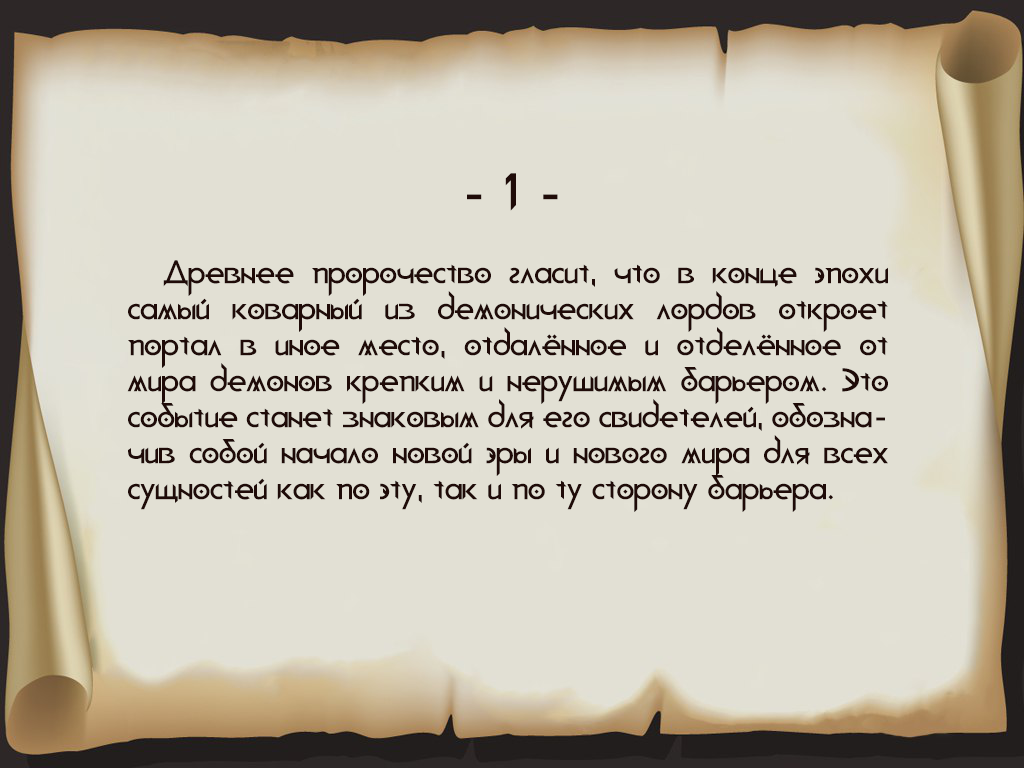 - 1 -
Древнее пророчество гласит, что в конце эпохи
самый коварный из демонических лордов откроет
портал в иное место, отдалённое и отделённое от
мира демонов крепким и нерушимым барьером. Это
событие станет знаковым для его свидетелей, обозна-
чив собой начало новой эры и нового мира для всех
сущностей как по эту, так и по ту сторону барьера.